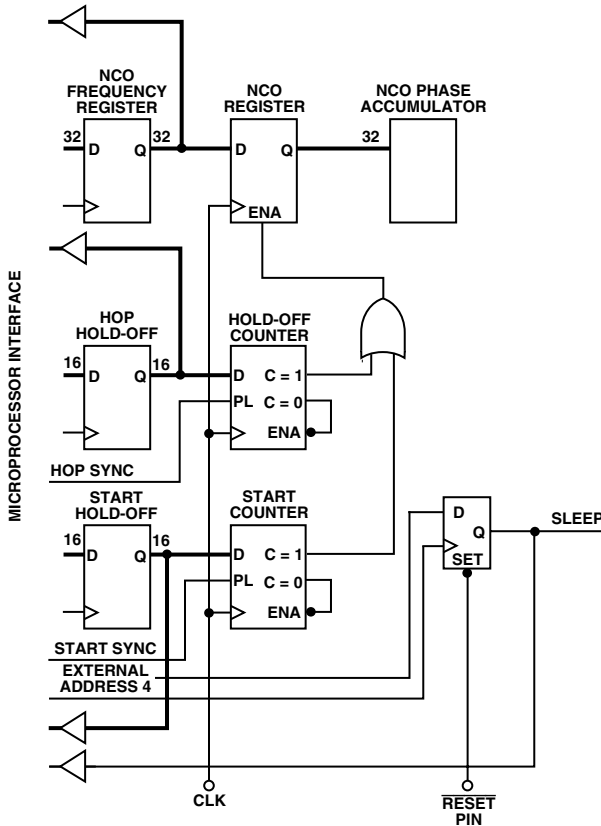 NCO
FREQUENCY
REGISTER
NCO
REGISTER
NCO PHASE
ACCUMULATOR
32
D
Q
32
D
Q
32
ENA
MICROPROCESSOR INTERFACE
HOP
HOLD-OFF
HOLD-OFF
COUNTER
16
D
Q
16
D
C = 1
PL
C = 0
ENA
HOP SYNC
START
HOLD-OFF
START
COUNTER
16
D
Q
16
D
C = 1
PL
C = 0
ENA
D
Q
SET
SLEEP
START SYNC
EXTERNAL
ADDRESS 4
CLK
RESET
PIN